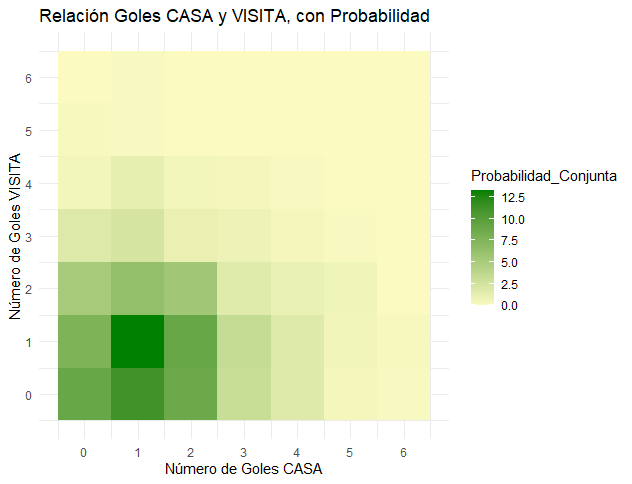 Relación Goles CASA y VISITA, con Probabilidad
Número de Goles VISITA
6
5
4
3
2
1
0
0 1 2 3 4 5 6
Número de Goles CASA
Probabilidad_Conjunta
12.5
10.0
7.5
5.0
2.5
0.0